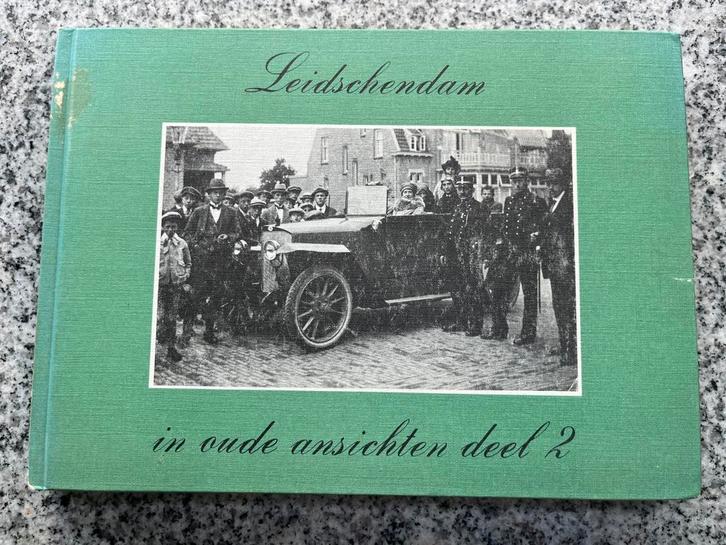 Leidschendam
in oude ansichten deel 2